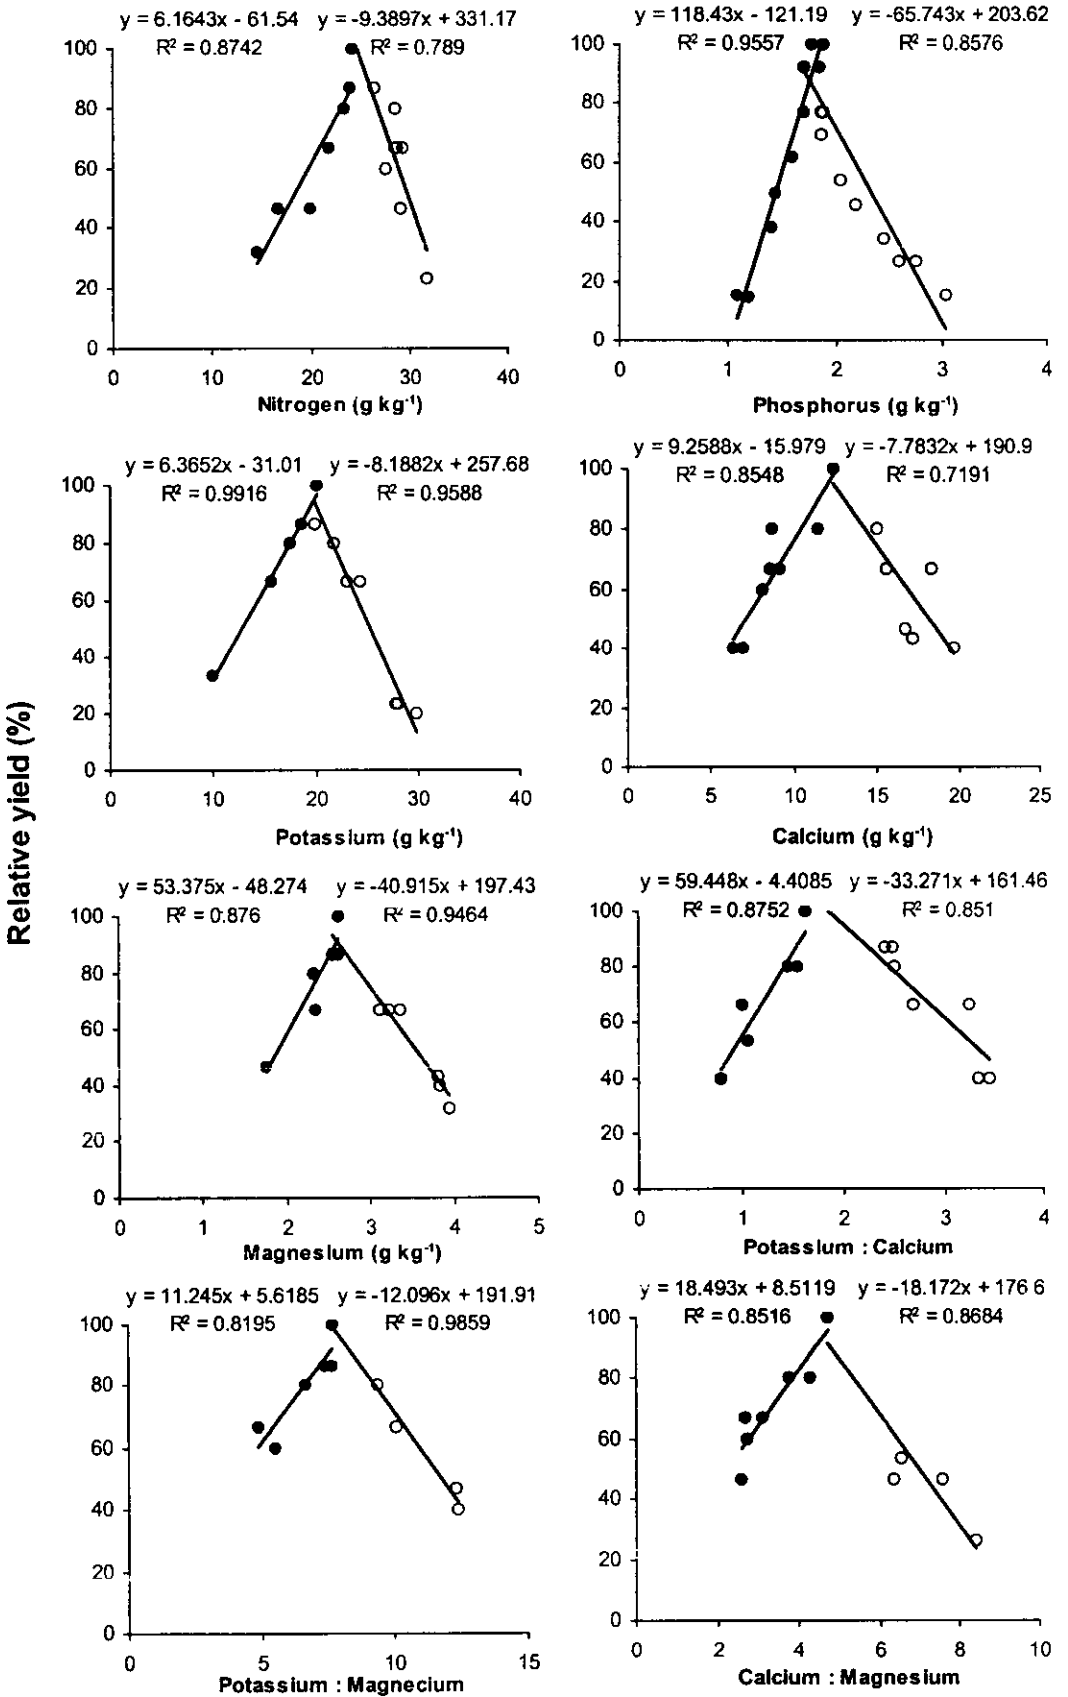 y = 6.1643x - 61.54 y = -9.3897x + 331.17
R² = 0.8742 R² = 0.789
100
80
60
40
20
0
0 10 20 30 40
Nitrogen (g kg-1)
y = 118.43x - 121.19 y = -65.743x + 203.62
R² = 0.9557 R² = 0.8576
100
80
60
40
20
0
0 1 2 3 4
Phosphorus (g kg-1)
y = 6.3652x - 31.01 y = -8.1882x + 257.68
R² = 0.9916 R² = 0.9588
100
80
60
40
20
0
0 10 20 30 40
Potassium (g kg-1)
y = 9.2588x - 15.979 y = -7.7832x + 190.9
R² = 0.8548 R² = 0.7191
100
80
60
40
20
0
0 5 10 15 20 25
Calcium (g kg-1)
Relative yield (%)
y = 53.375x - 48.274 y = -40.915x + 197.43
R² = 0.876 R² = 0.9464
100
80
60
40
20
0
0 1 2 3 4 5
Magnesium (g kg-1)
y = 59.448x - 4.4085 y = -33.271x + 161.46
R² = 0.8752 R² = 0.851
100
80
60
40
20
0
0 1 2 3 4
Potassium : Calcium
y = 11.245x + 5.6185 y = -12.096x + 191.91
R² = 0.8195 R² = 0.9859
100
80
60
40
20
0
0 5 10 15
Potassium : Magnecium
y = 18.493x + 8.5119 y = -18.172x + 176 6
R² = 0.8516 R² = 0.8684
100
80
60
40
20
0
0 2 4 6 8 10
Calcium : Magnesium